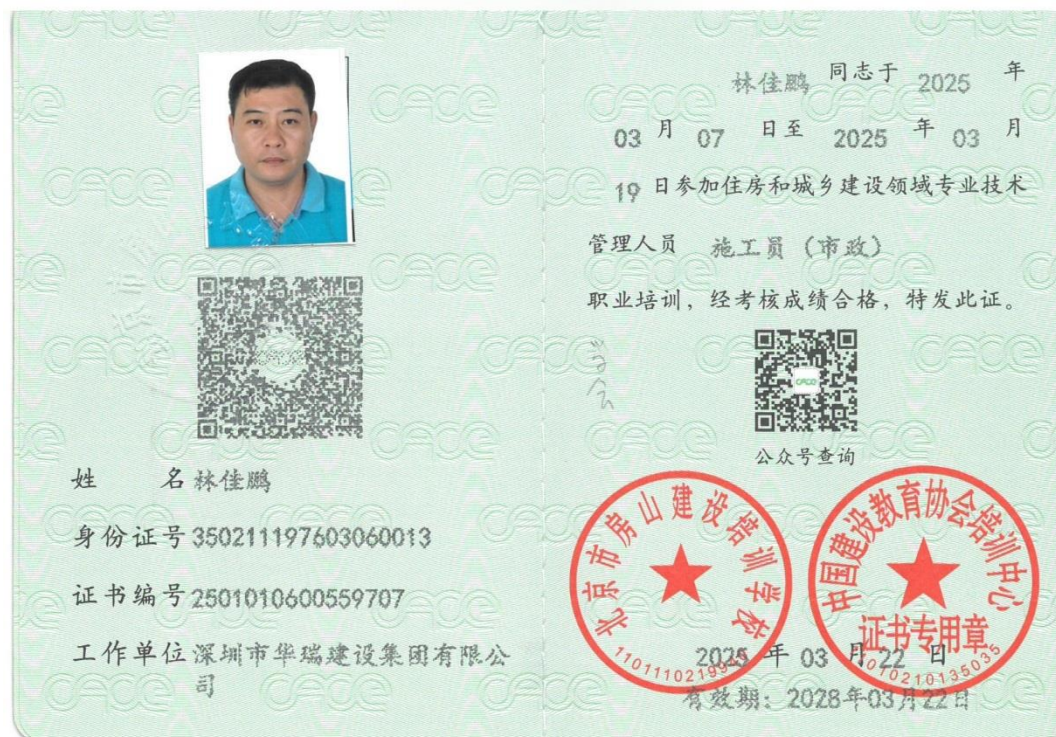 姓 名 林佳鹏
身份证号 350211197603060013
证书编号 2501010600559707
工作单位 深圳市华瑞建设集团有限公
司
林佳鹏 同志于 2025 年
03 月 07 日至 2025 年 03 月
19 日参加住房和城乡建设领域专业技术
管理人员 施工员（市政）
职业培训，经考核成绩合格，特发此证。
CACE
公众号查询
北京市房山建设培训学校
中国建设教育协会培训中心
证书专用章
2025 年 03 月 22 日
有效期：2028年03月22日